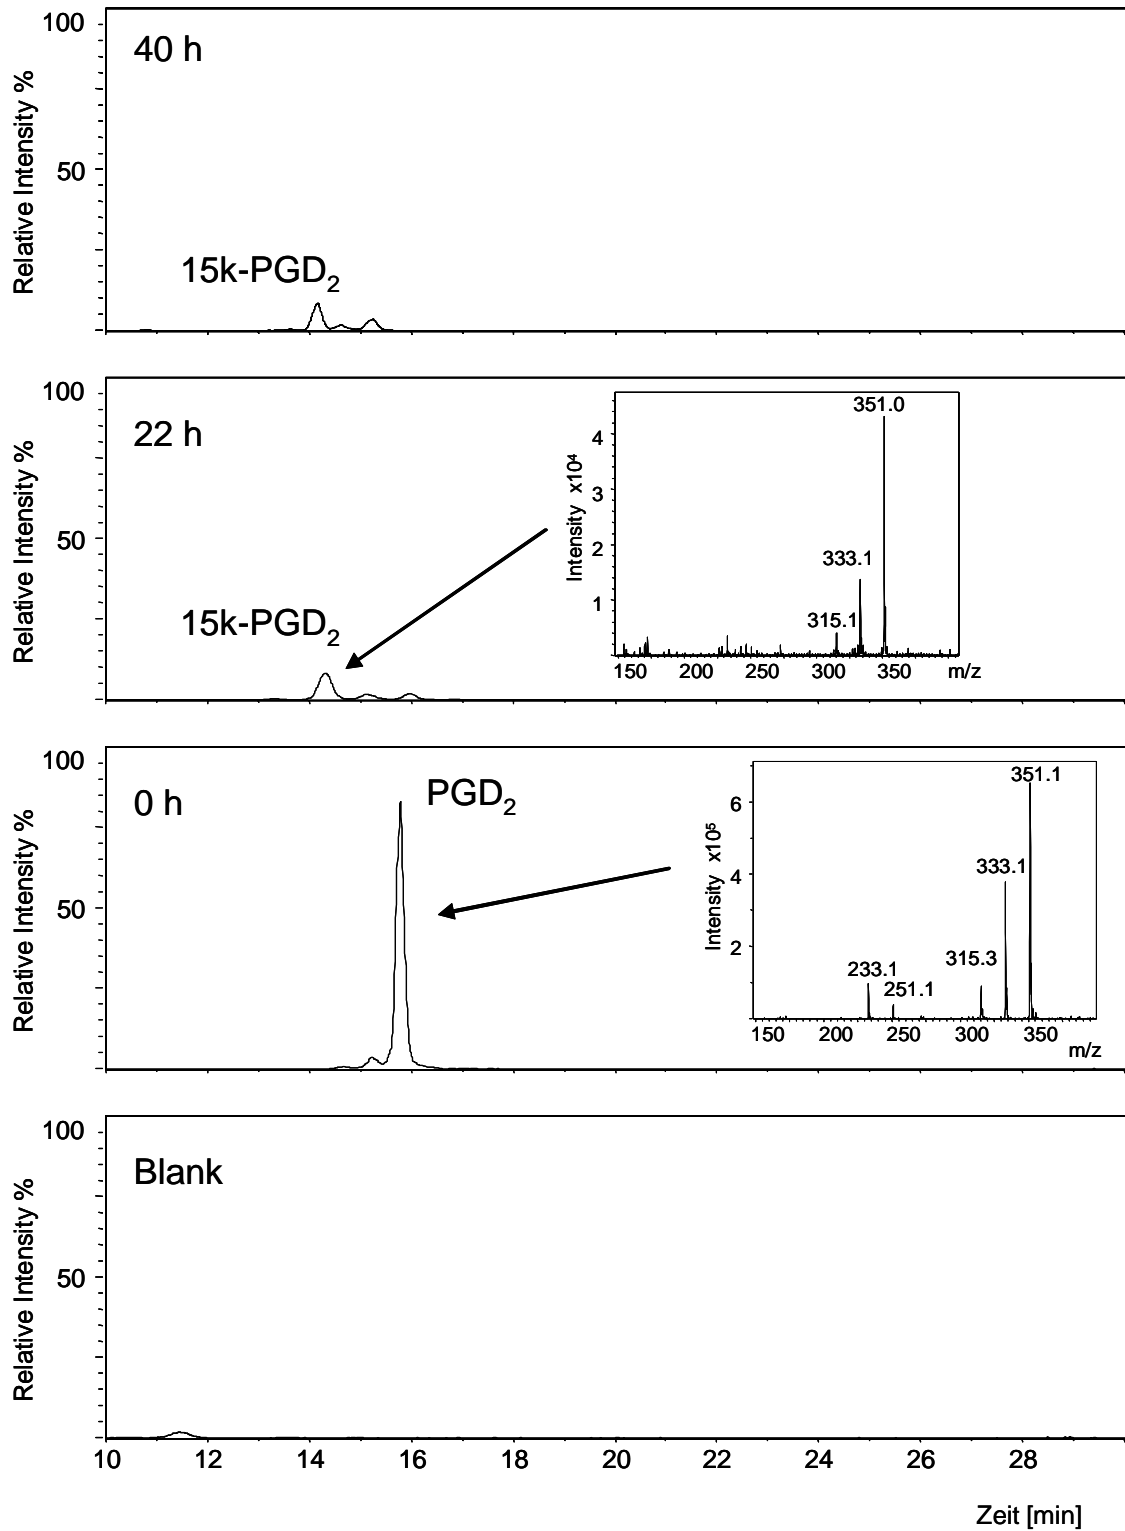 100
40 h
Relative Intensity %
50
15k-PGD2
100
22 h
Relative Intensity %
50
15k-PGD2
351.0
Intensity x10⁴
4
3
333.1
2
315.1
1
150 200 250 300 350 m/z
100
0 h
PGD2
Relative Intensity %
50
351.1
Intensity x10⁵
6
333.1
4
315.3
2
233.1
251.1
150 200 250 300 350
m/z
100
Blank
Relative Intensity %
50
10 12 14 16 18 20 22 24 26 28
Zeit [min]